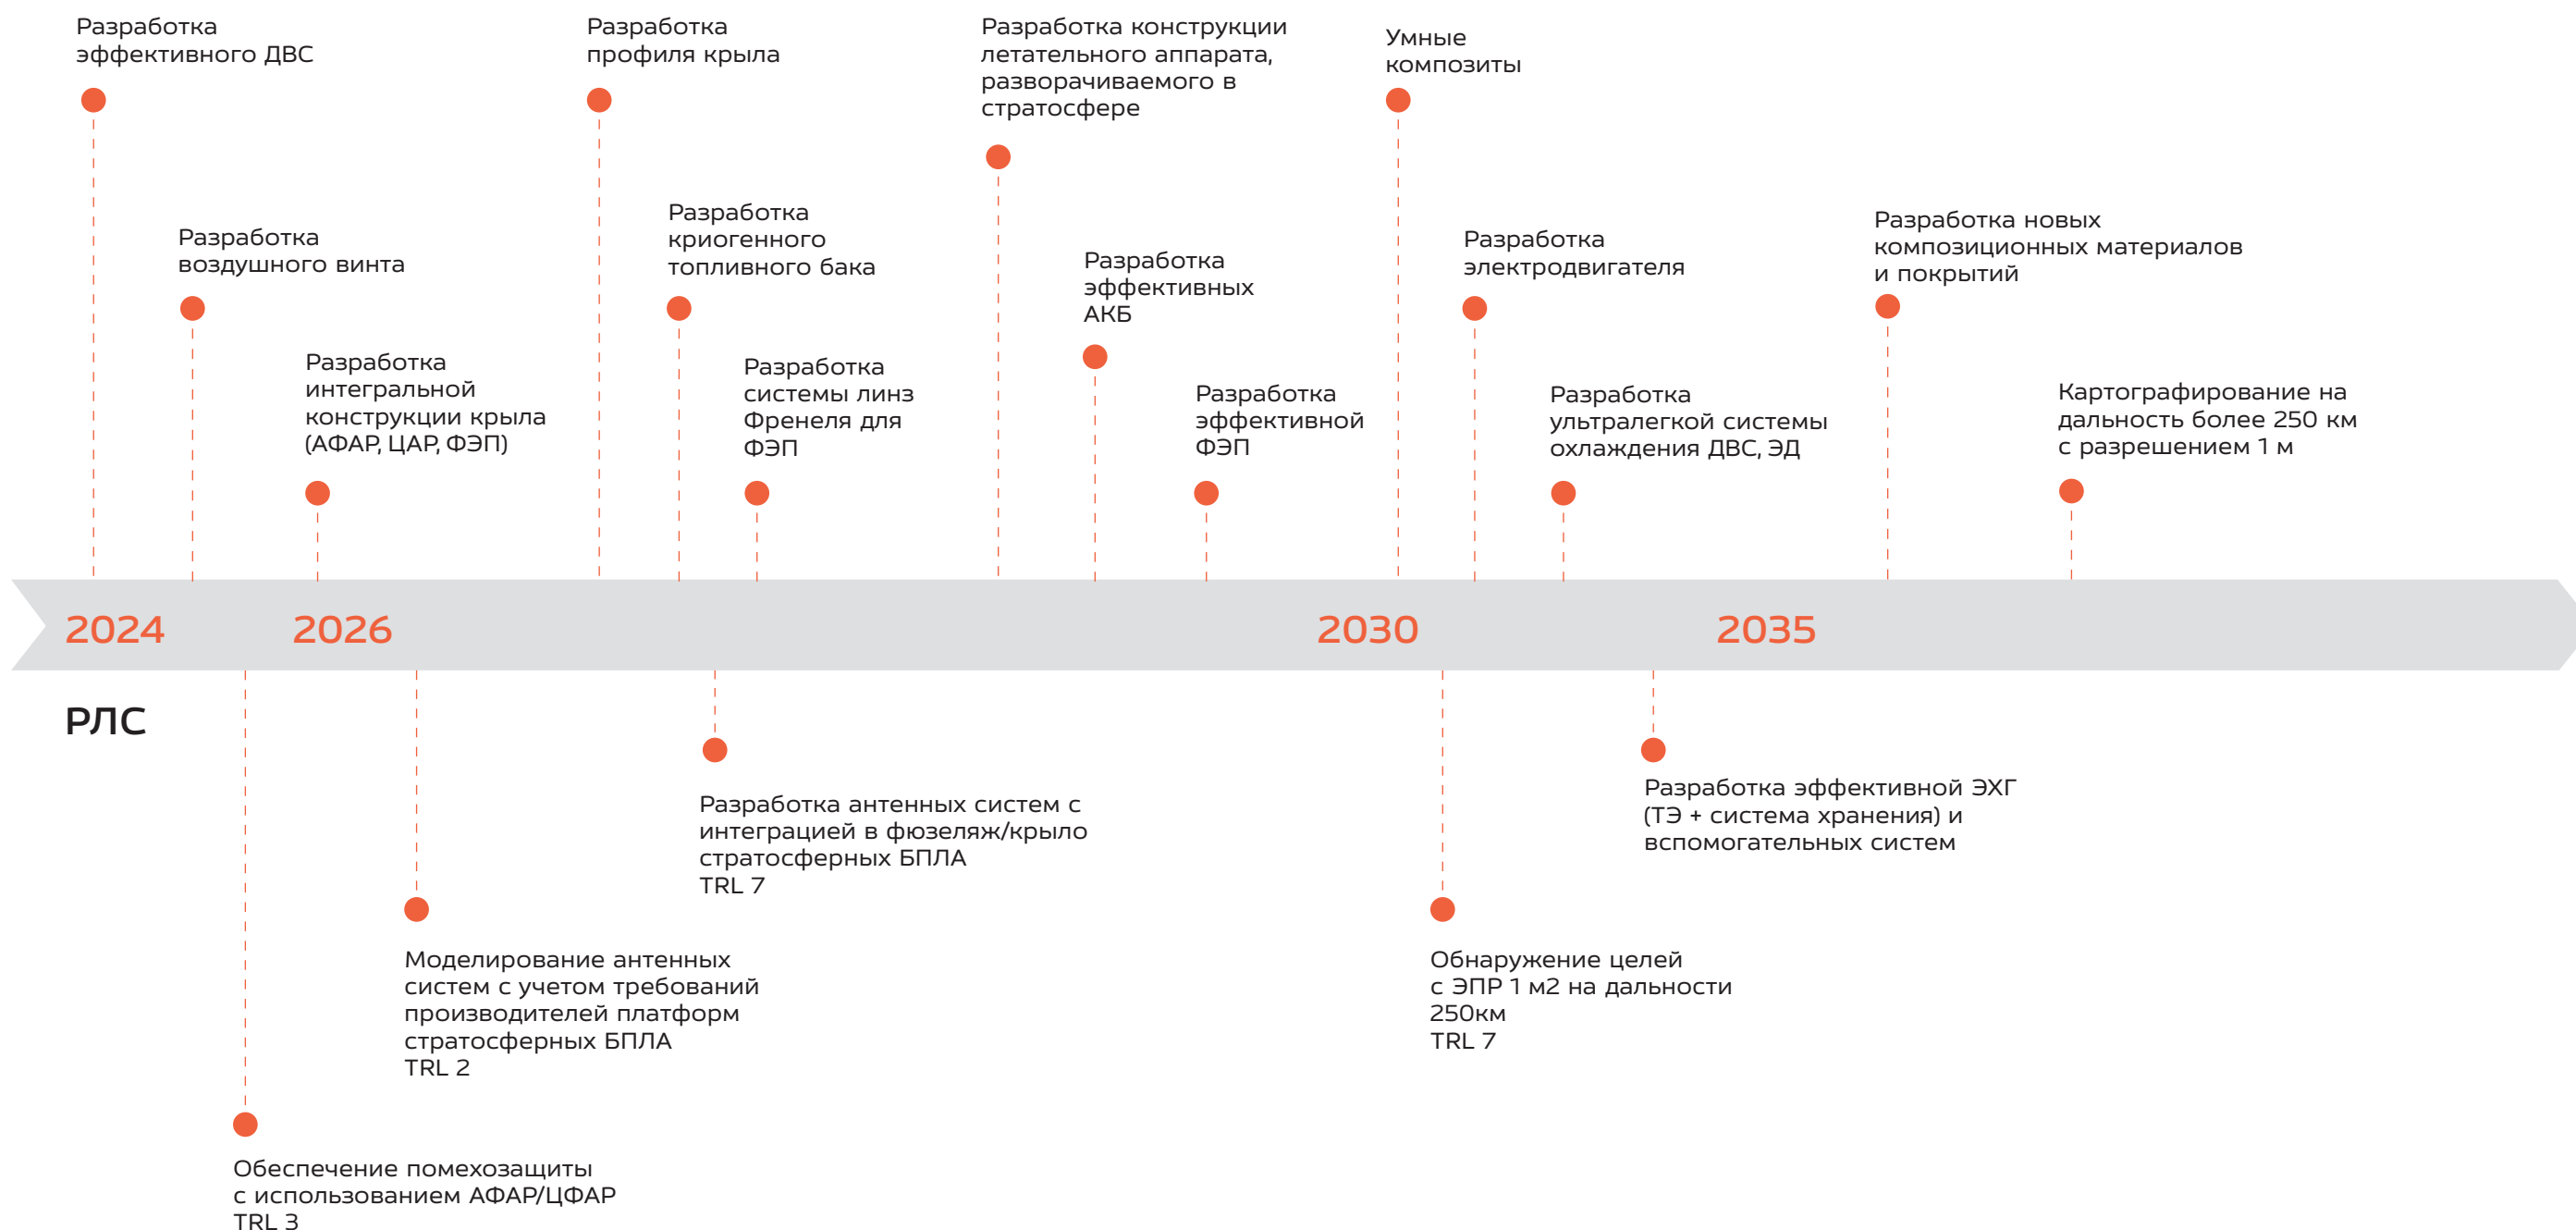 Разработка
эффективного ДВС
Разработка
профиля крыла
Разработка конструкции
летательного аппарата,
разворачиваемого в
стратосфере
Умные
композиты
Разработка
воздушного винта
Разработка
криогенного
топливного бака
Разработка
эффективных
АКБ
Разработка
электродвигателя
Разработка новых
композиционных материалов
и покрытий
Разработка
интегральной
конструкции крыла
(АФАР, ЦАР, ФЭП)
Разработка
системы линз
Френеля для
ФЭП
Разработка
эффективной
ФЭП
Разработка
ультралегкой системы
охлаждения ДВС, ЭД
Картографирование на
дальность более 250 км
с разрешением 1 м
2024
2026
2030
2035
РЛС
Разработка антенных систем с
интеграцией в фюзеляж/крыло
стратосферных БПЛА
TRL 7
Разработка эффективной ЭХГ
(ТЭ + система хранения) и
вспомогательных систем
Моделирование антенных
систем с учетом требований
производителей платформ
стратосферных БПЛА
TRL 2
Обнаружение целей
с ЭПР 1 м2 на дальности
250км
TRL 7
Обеспечение помехозащиты
с использованием АФАР/ЦФАР
TRL 3